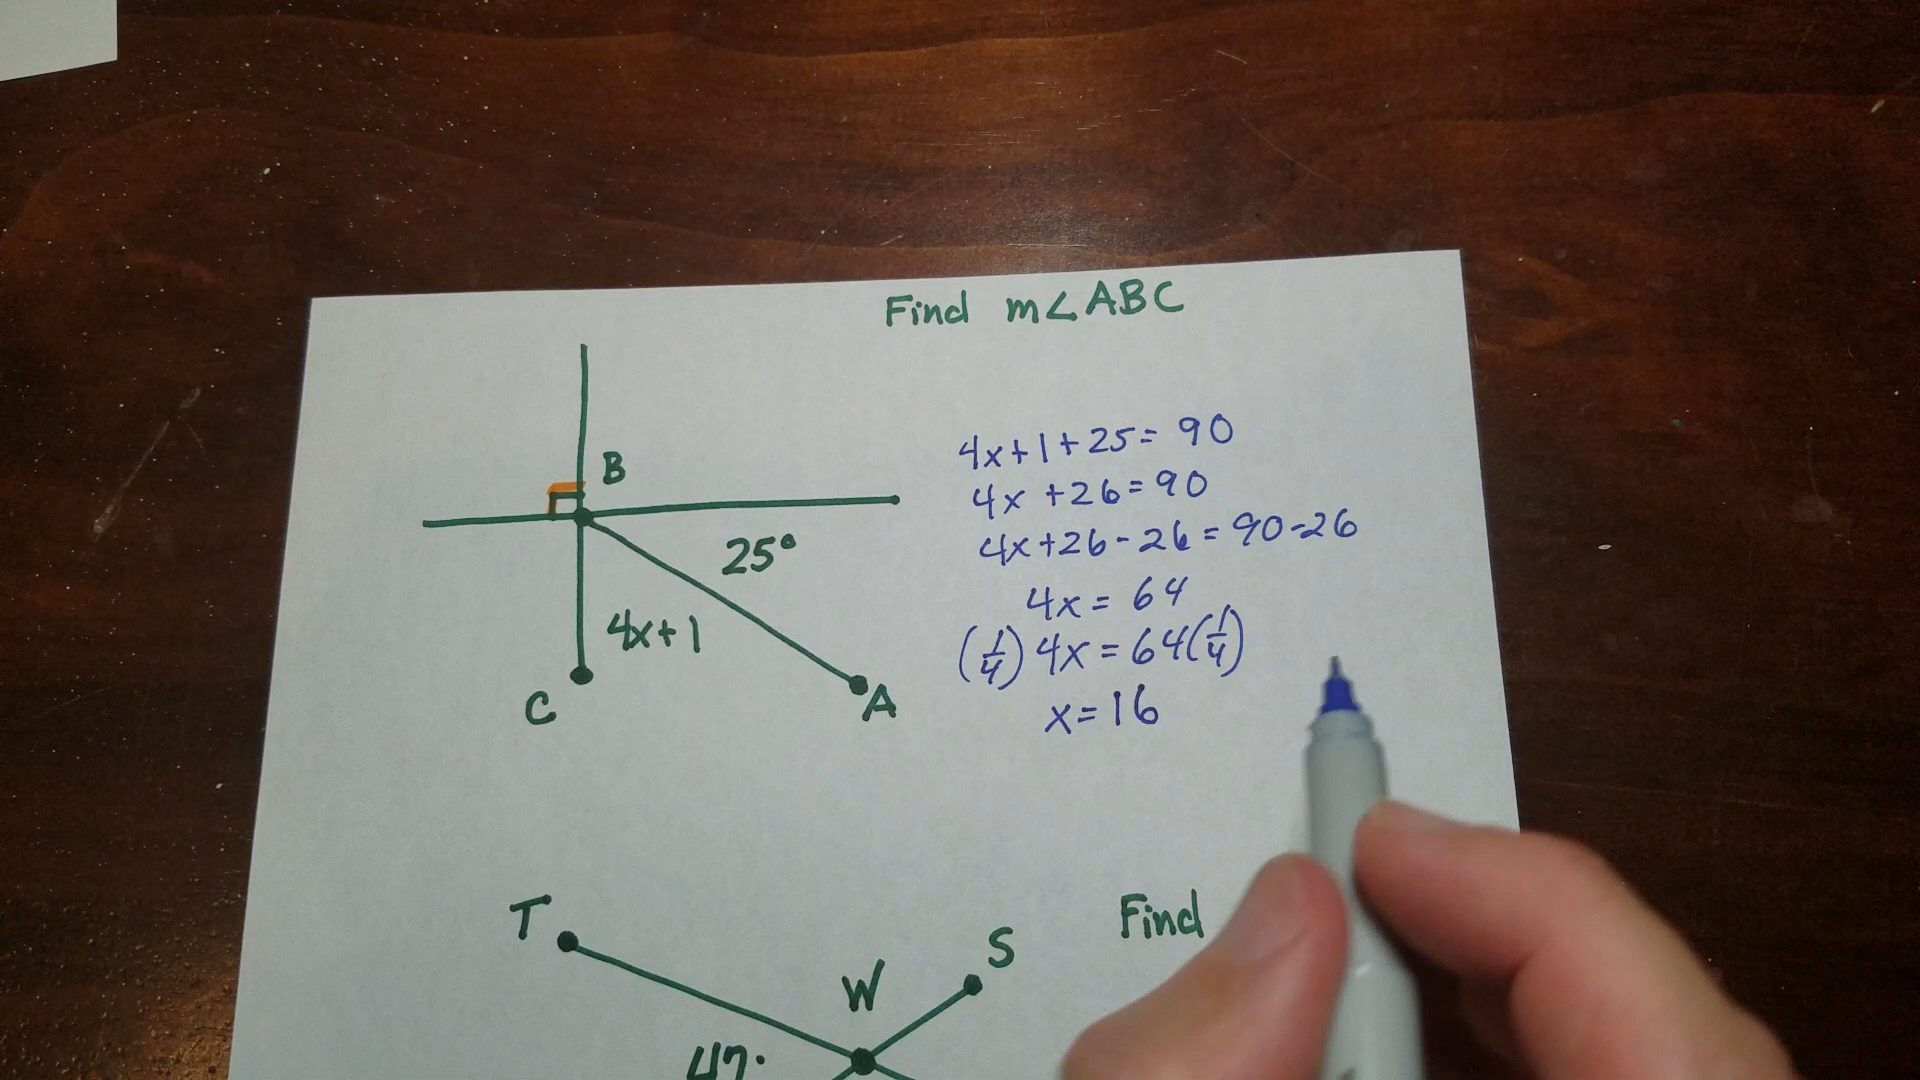 Find m∠ABC
B
25°
4x+1
C
A
4x+1+25=90
4x+26=90
4x+26-26=90-26
4x=64
(1/4)4x=64(1/4)
x=16
T
S
W
Find
47°